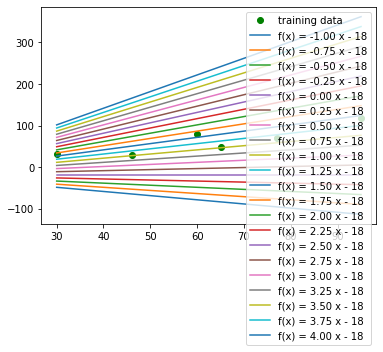 training data
f(x) = -1.00 x - 18
f(x) = -0.75 x - 18
f(x) = -0.50 x - 18
f(x) = -0.25 x - 18
f(x) = 0.00 x - 18
f(x) = 0.25 x - 18
f(x) = 0.50 x - 18
f(x) = 0.75 x - 18
f(x) = 1.00 x - 18
f(x) = 1.25 x - 18
f(x) = 1.50 x - 18
f(x) = 1.75 x - 18
f(x) = 2.00 x - 18
f(x) = 2.25 x - 18
f(x) = 2.50 x - 18
f(x) = 2.75 x - 18
f(x) = 3.00 x - 18
f(x) = 3.25 x - 18
f(x) = 3.50 x - 18
f(x) = 3.75 x - 18
f(x) = 4.00 x - 18
300
200
100
0
−100
30 40 50 60 70